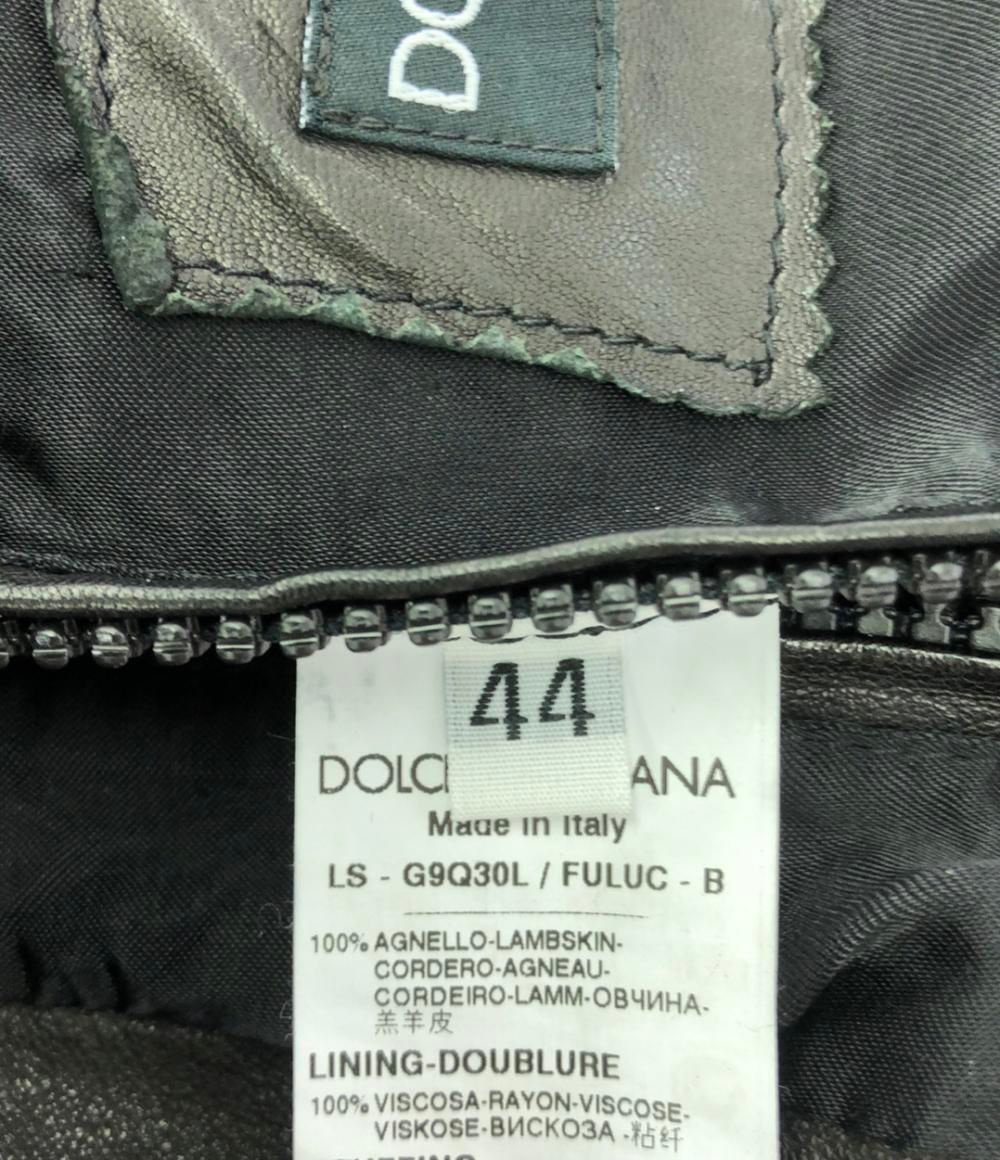 DO
44
DOLC ANA
Made in Italy
LS - G9Q30L / FULUC - B
100% AGNELLO-LAMBSKIN-
CORDERO-AGNEAU-
CORDEIRO-LAMM-ОВЧИНА-
羔羊皮
LINING-DOUBLURE
100% VISCOSA-RAYON-VISCOSE-
VISKOSE-ВИСКОЗА -粘纤